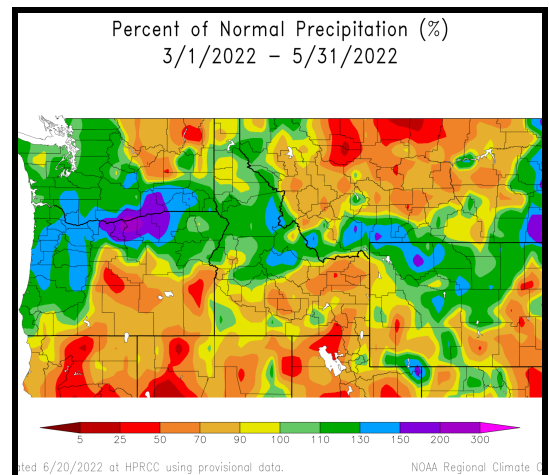 Percent of Normal Precipitation (%)
3/1/2022 – 5/31/2022
5 25 50 70 90 100 110 130 150 200 300
ated 6/20/2022 at HPRCC using provisional data. NOAA Regional Climate C